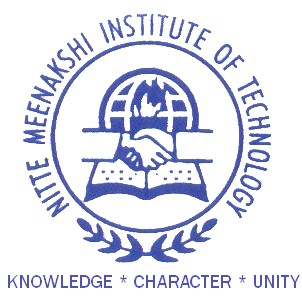 NITTE MEENAKSHI INSTITUTE OF TECHNOLOGY
KNOWLEDGE * CHARACTER * UNITY